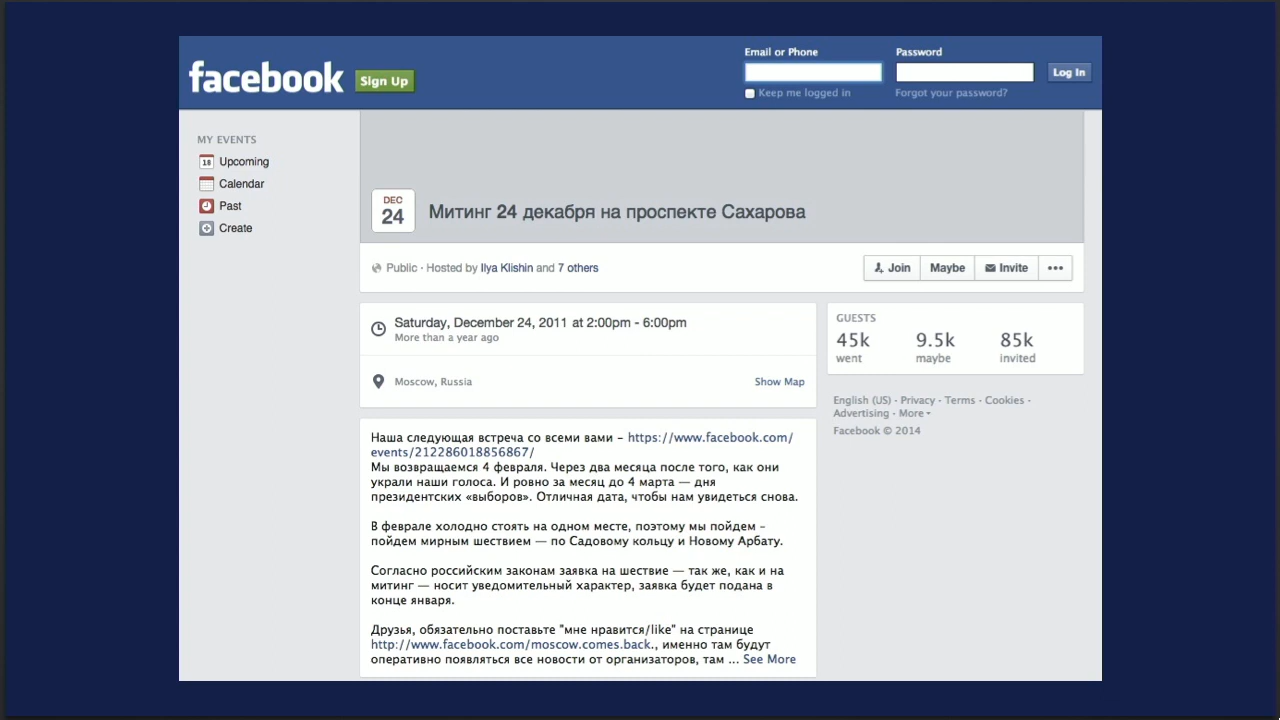 facebook
Sign Up
Email or Phone
Password
Log In
Keep me logged in
Forgot your password?
MY EVENTS
18 Upcoming
Calendar
Past
Create
DEC
24
Митинг 24 декабря на проспекте Сахарова
Public · Hosted by Ilya Klishin and 7 others
Join
Maybe
Invite
Saturday, December 24, 2011 at 2:00pm - 6:00pm
More than a year ago
Moscow, Russia
Show Map
GUESTS
45k
9.5k
85k
went
maybe
invited
English (US) · Privacy · Terms · Cookies ·
Advertising · More
Facebook © 2014
Наша следующая встреча со всеми вами – https://www.facebook.com/
events/212286018856867/
Мы возвращаемся 4 февраля. Через два месяца после того, как они
украли наши голоса. И ровно за месяц до 4 марта — дня
президентских «выборов». Отличная дата, чтобы нам увидеться снова.
В феврале холодно стоять на одном месте, поэтому мы пойдем –
пойдем мирным шествием — по Садовому кольцу и Новому Арбату.
Согласно российским законам заявка на шествие — так же, как и на
митинг — носит уведомительный характер, заявка будет подана в
конце января.
Друзья, обязательно поставьте "мне нравится/like" на странице
http://www.facebook.com/moscow.comes.back., именно там будут
оперативно появляться все новости от организаторов, там ... See More